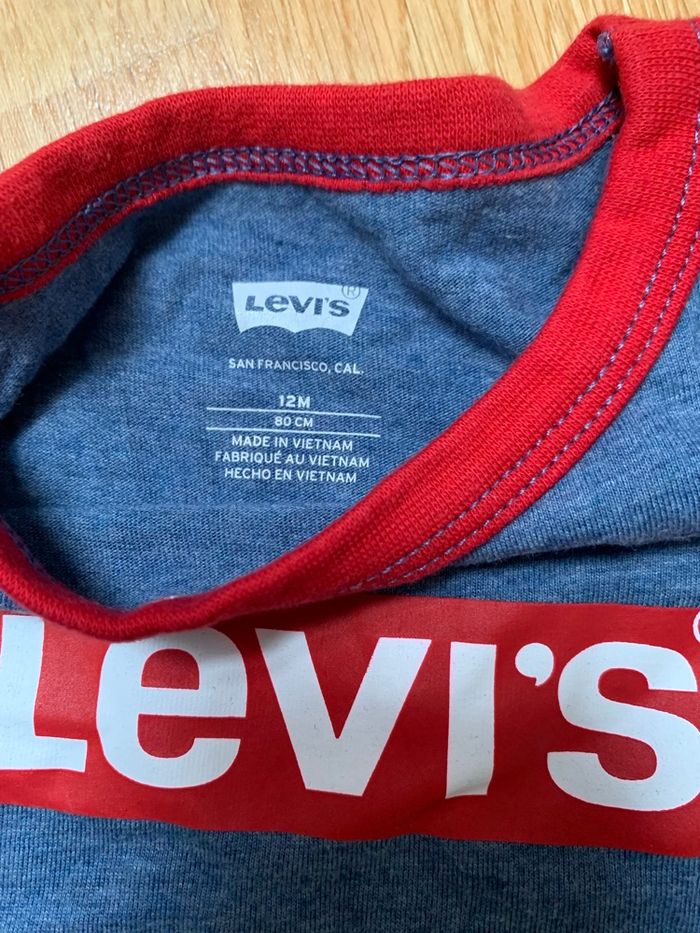 Levi's ®
SAN FRANCISCO, CAL.
12M
80 CM
MADE IN VIETNAM
FABRIQUÉ AU VIETNAM
HECHO EN VIETNAM
Levi's